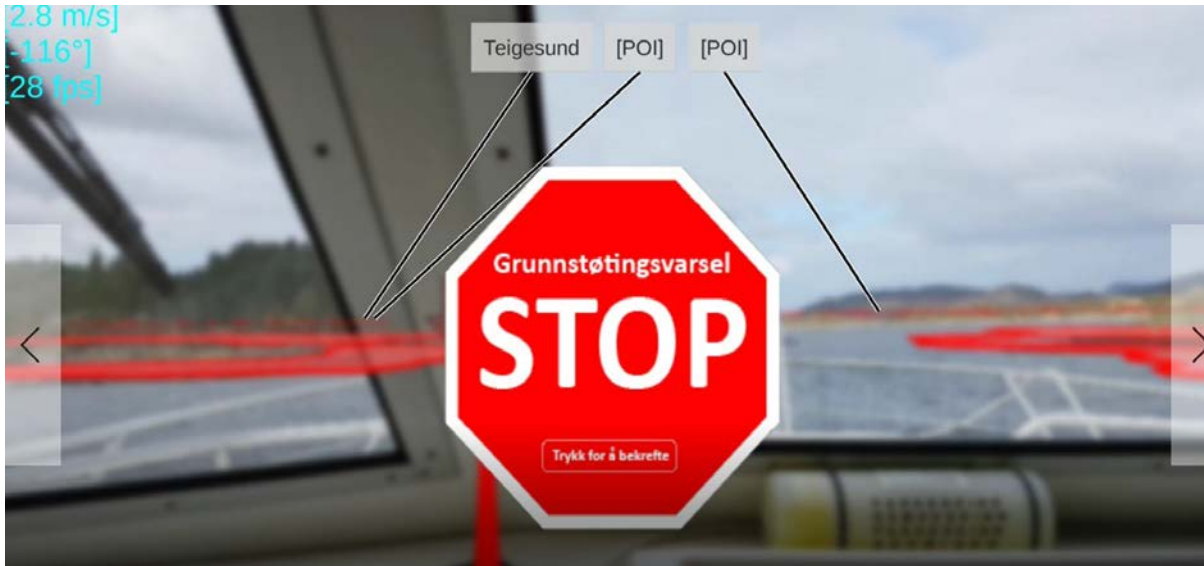 [2.8 m/s]
[-116°]
[28 fps]
Teigesund
[POI]
[POI]
Grunnstøtingsvarsel
STOP
Trykk for å bekrefte